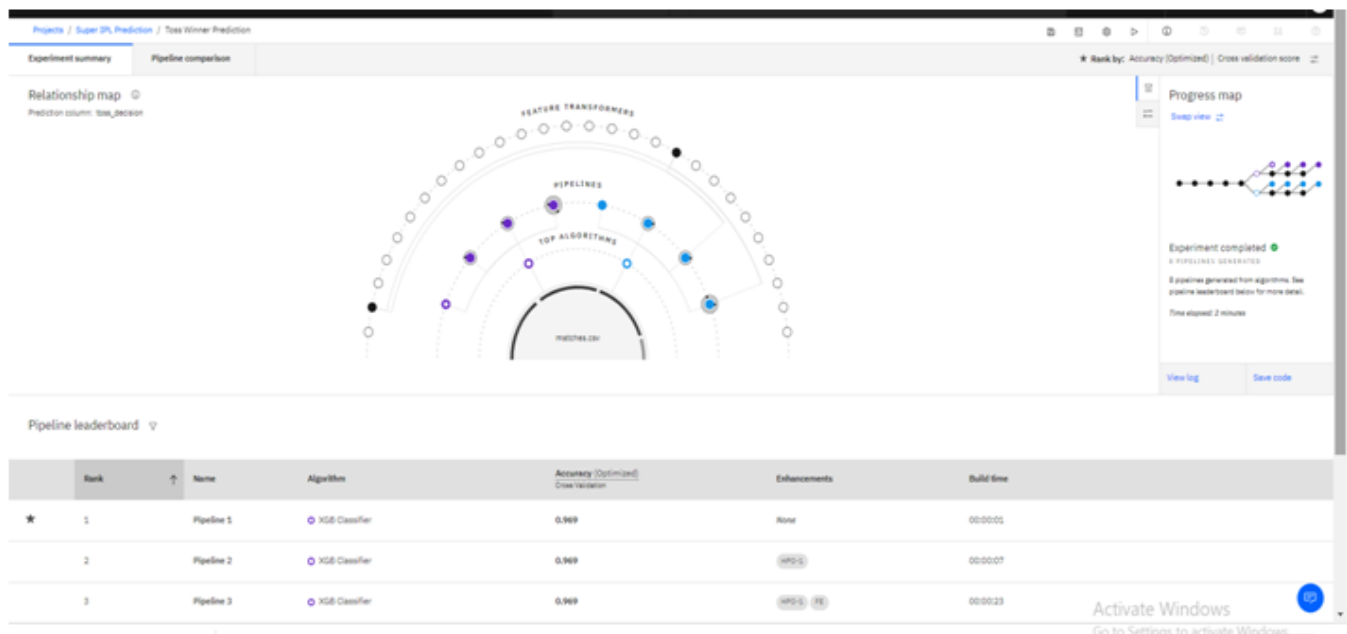 Projects / Super IPL Prediction / Toss Winner Prediction
Experiment summary
Pipeline comparison
Rank by: Accuracy (Optimized) | Cross validation score
Relationship map
Prediction column: toss_decision
FEATURE TRANSFORMERS
PIPELINES
TOP ALGORITHMS
matches.csv
Progress map
Swap view
Experiment completed
8 PIPELINES GENERATED
8 pipelines generated from algorithms. See
pipeline leaderboard below for more detail.
Time elapsed: 2 minutes
View log
Save code
Pipeline leaderboard
Rank Name Algorithm Accuracy (Optimized) Enhancements Build time
Cross Validation
1 Pipeline 1 XGB Classifier 0.969 None 00:00:01
2 Pipeline 2 XGB Classifier 0.969 HPO-1 00:00:07
3 Pipeline 3 XGB Classifier 0.969 HPO-1 FE 00:00:23
Activate Windows
Go to Settings to activate Windows.